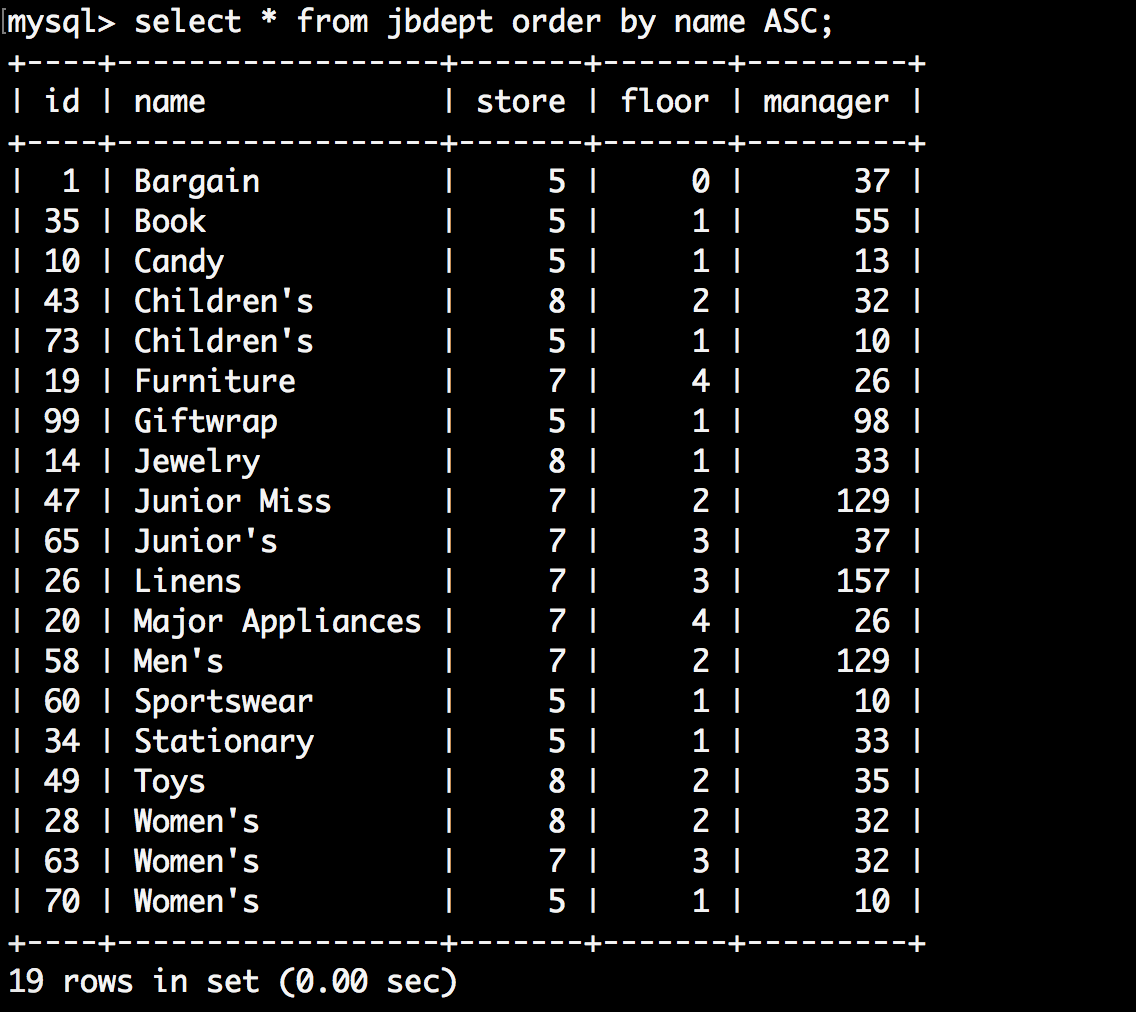 mysql> select * from jbdept order by name ASC;
+----+------------------+-------+-------+---------+
| id | name             | store | floor | manager |
+----+------------------+-------+-------+---------+
|  1 | Bargain          |     5 |     0 |      37 |
| 35 | Book             |     5 |     1 |      55 |
| 10 | Candy            |     5 |     1 |      13 |
| 43 | Children's       |     8 |     2 |      32 |
| 73 | Children's       |     5 |     1 |      10 |
| 19 | Furniture        |     7 |     4 |      26 |
| 99 | Giftwrap         |     5 |     1 |      98 |
| 14 | Jewelry          |     8 |     1 |      33 |
| 47 | Junior Miss      |     7 |     2 |     129 |
| 65 | Junior's         |     7 |     3 |      37 |
| 26 | Linens           |     7 |     3 |     157 |
| 20 | Major Appliances |     7 |     4 |      26 |
| 58 | Men's            |     7 |     2 |     129 |
| 60 | Sportswear       |     5 |     1 |      10 |
| 34 | Stationary       |     5 |     1 |      33 |
| 49 | Toys             |     8 |     2 |      35 |
| 28 | Women's          |     8 |     2 |      32 |
| 63 | Women's          |     7 |     3 |      32 |
| 70 | Women's          |     5 |     1 |      10 |
+----+------------------+-------+-------+---------+
19 rows in set (0.00 sec)